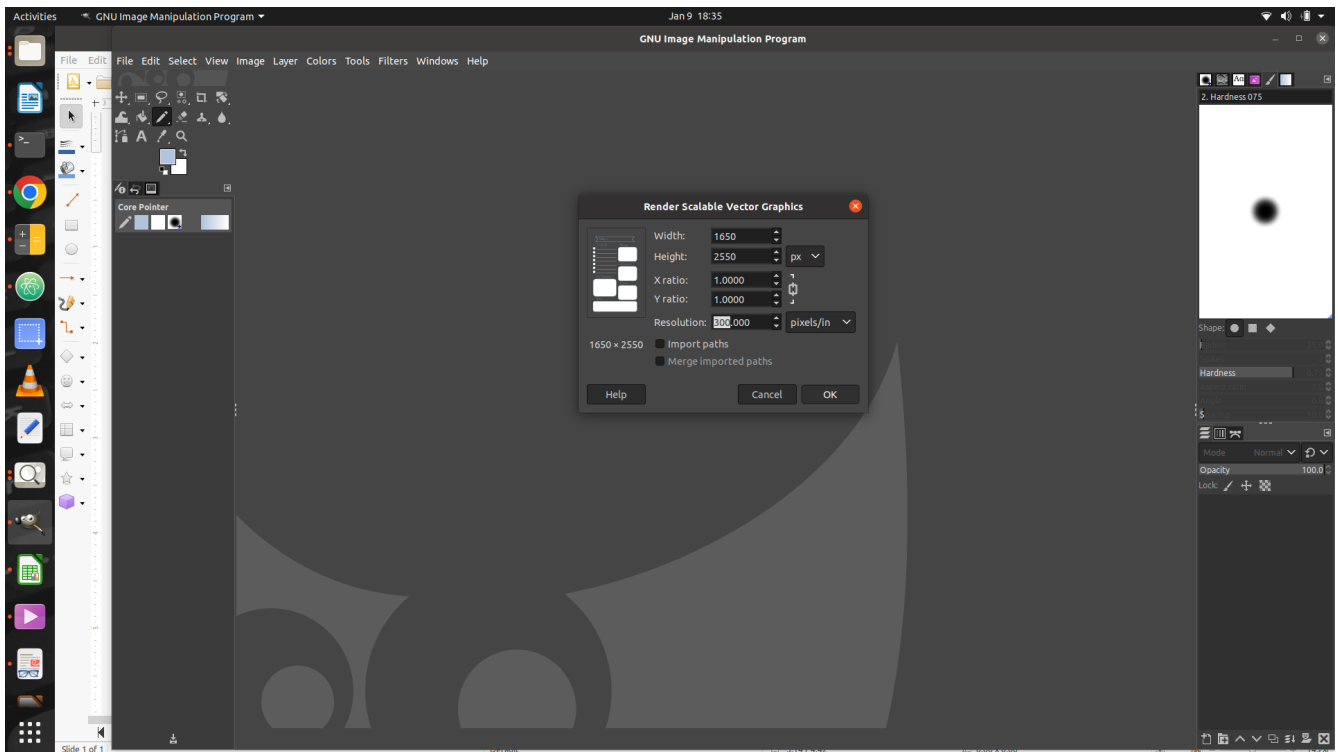 Activities GNU Image Manipulation Program Jan 9 18:35
GNU Image Manipulation Program
File Edit File Edit Select View Image Layer Colors Tools Filters Windows Help
2. Hardness 075
Core Pointer
Render Scalable Vector Graphics
Width: 1650
Height: 2550 px
X ratio: 1.0000
Y ratio: 1.0000
Resolution: 300.000 pixels/in
1650 × 2550 Import paths
Merge imported paths
Help Cancel OK
Shape:
Hardness
Mode Normal
Opacity 100.0
Lock:
Slide 1 of 1